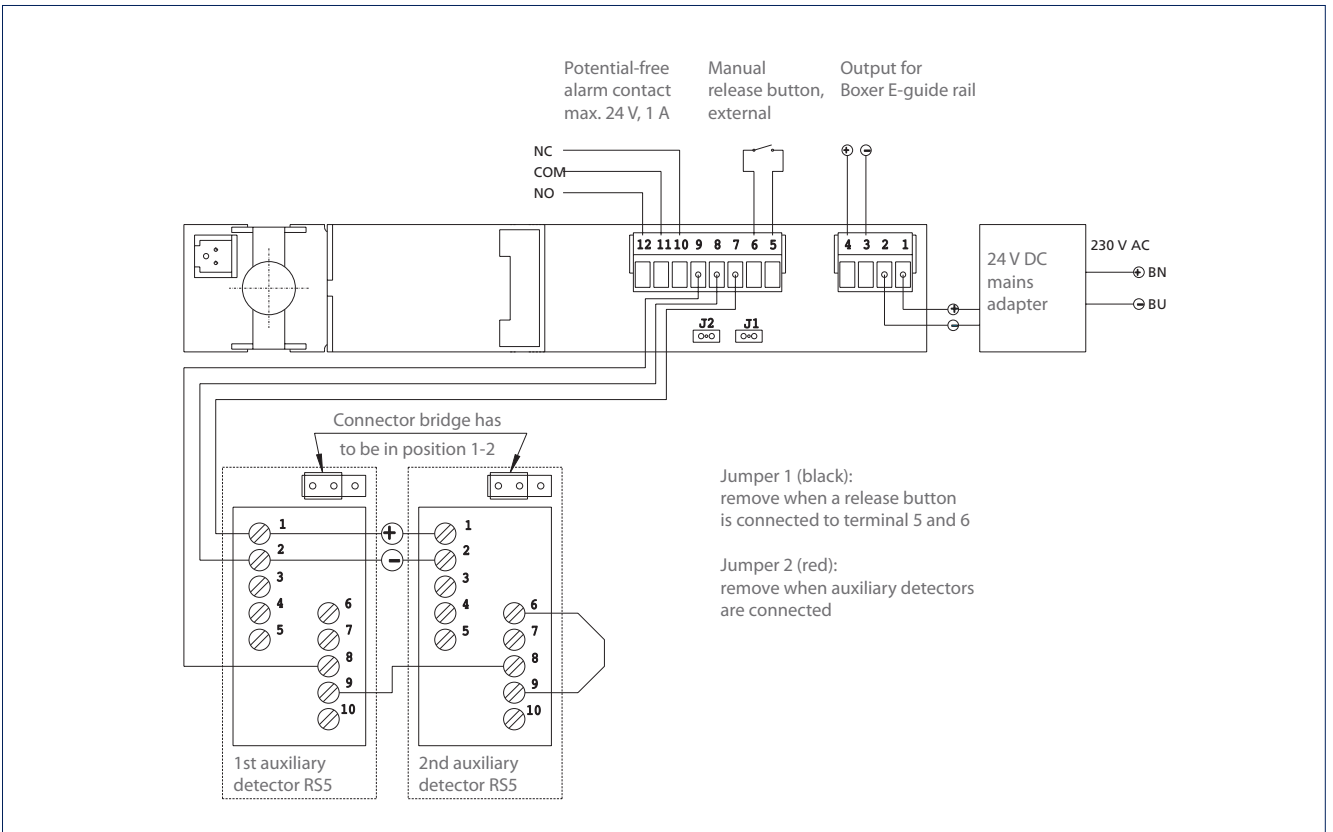 Potential-free
alarm contact
max. 24 V, 1 A
Manual
release button,
external
Output for
Boxer E-guide rail
NC
COM
NO
+ -
12 11 10 9 8 7 6 5
4 3 2 1
J2 J1
24 V DC
mains
adapter
230 V AC
+ BN
- BU
+
-
Connector bridge has
to be in position 1-2
1
2
3
4
5
6
7
8
9
10
+
-
1
2
3
4
5
6
7
8
9
10
1st auxiliary
detector RS5
2nd auxiliary
detector RS5
Jumper 1 (black):
remove when a release button
is connected to terminal 5 and 6
Jumper 2 (red):
remove when auxiliary detectors
are connected